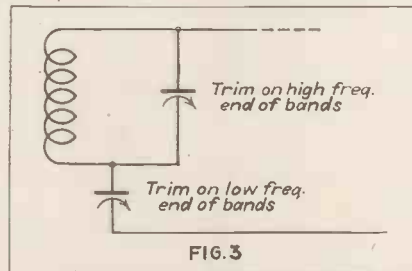 Trim on high freq.
end of bands
Trim on low freq.
end of bands
FIG.3